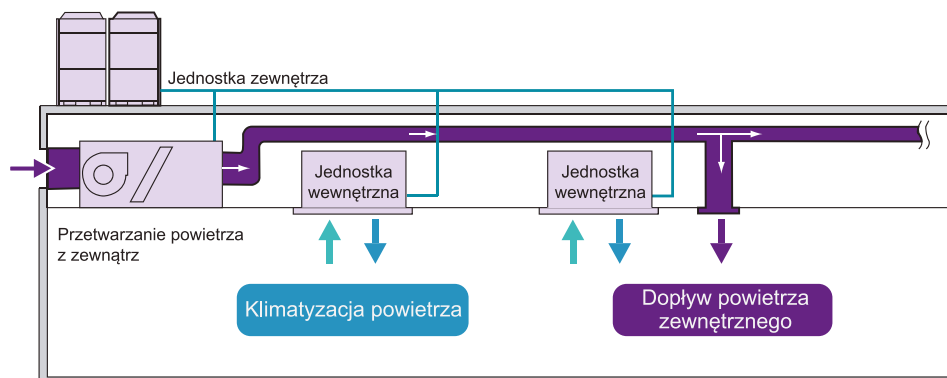 Jednostka zewnętrza
Jednostka
wewnętrzna
Jednostka
wewnętrzna
Przetwarzanie powietrza
z zewnątrz
Klimatyzacja powietrza
Dopływ powietrza
zewnętrznego